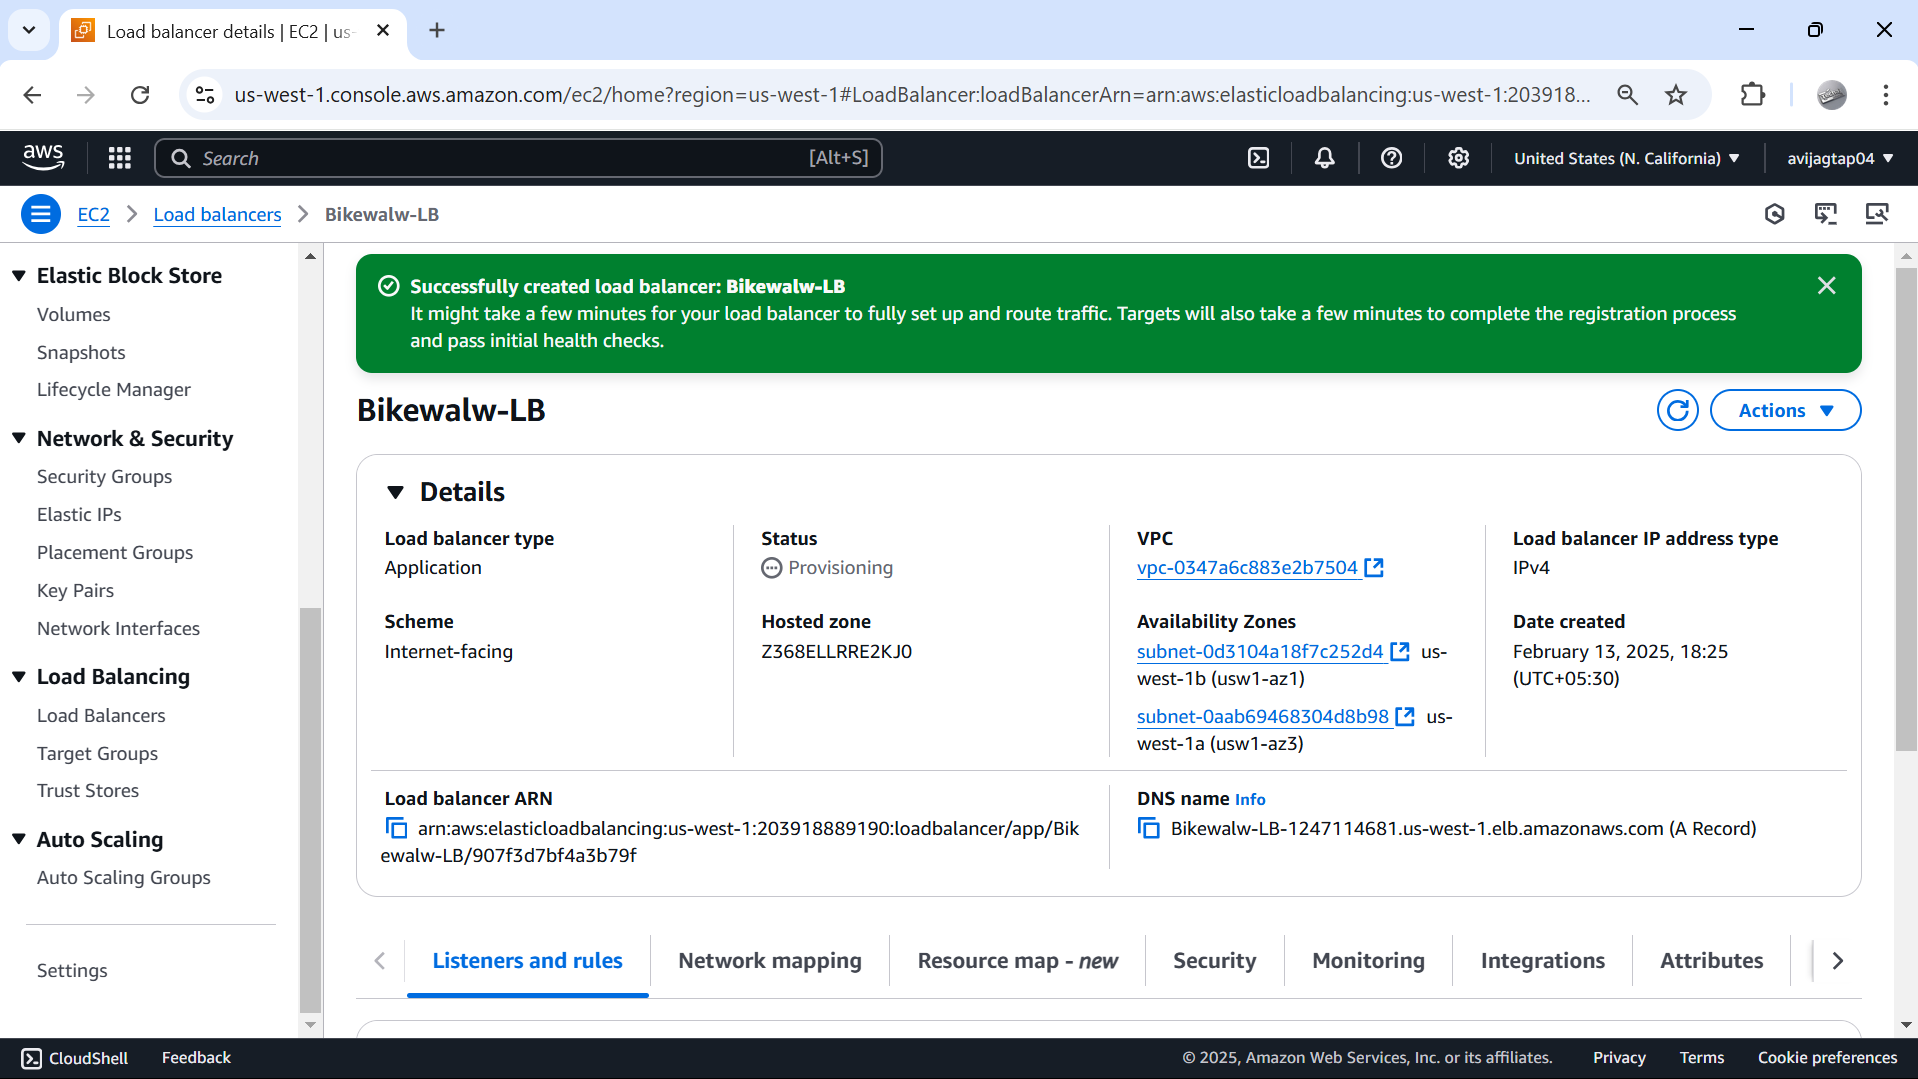 Load balancer details | EC2 | us-
us-west-1.console.aws.amazon.com/ec2/home?region=us-west-1#LoadBalancer:loadBalancerArn=arn:aws:elasticloadbalancing:us-west-1:203918...
aws
Search
[Alt+S]
United States (N. California)
avijagtap04
EC2
Load balancers
Bikewalw-LB
Elastic Block Store
Volumes
Snapshots
Lifecycle Manager
Network & Security
Security Groups
Elastic IPs
Placement Groups
Key Pairs
Network Interfaces
Load Balancing
Load Balancers
Target Groups
Trust Stores
Auto Scaling
Auto Scaling Groups
Settings
Successfully created load balancer: Bikewalw-LB
It might take a few minutes for your load balancer to fully set up and route traffic. Targets will also take a few minutes to complete the registration process
and pass initial health checks.
Bikewalw-LB
Actions
Details
Load balancer type
Application
Status
Provisioning
VPC
vpc-0347a6c883e2b7504
Load balancer IP address type
IPv4
Scheme
Internet-facing
Hosted zone
Z368ELLRRE2KJ0
Availability Zones
subnet-0d3104a18f7c252d4 us-
west-1b (usw1-az1)
subnet-0aab69468304d8b98 us-
west-1a (usw1-az3)
Date created
February 13, 2025, 18:25
(UTC+05:30)
Load balancer ARN
arn:aws:elasticloadbalancing:us-west-1:203918889190:loadbalancer/app/Bik
ewalw-LB/907f3d7bf4a3b79f
DNS name Info
Bikewalw-LB-1247114681.us-west-1.elb.amazonaws.com (A Record)
Listeners and rules
Network mapping
Resource map - new
Security
Monitoring
Integrations
Attributes
CloudShell
Feedback
© 2025, Amazon Web Services, Inc. or its affiliates.
Privacy
Terms
Cookie preferences